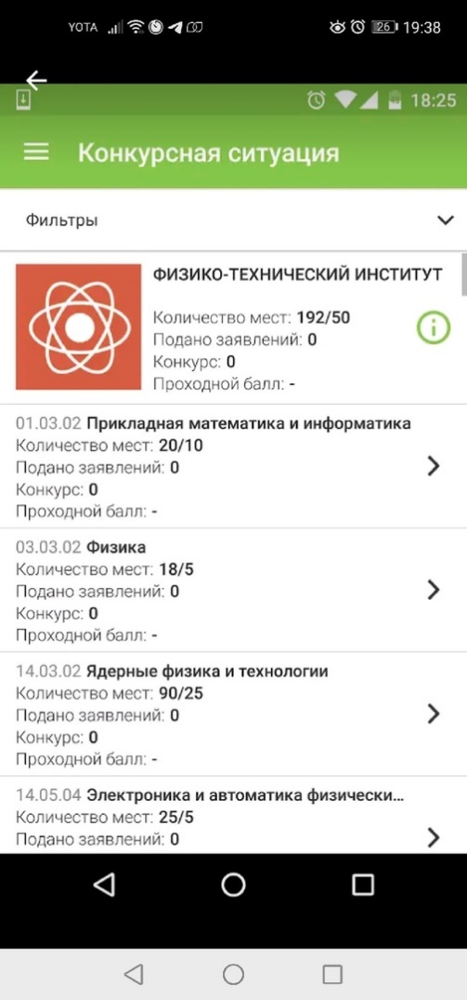 YOTA 26 19:38
18:25
Конкурсная ситуация
Фильтры
ФИЗИКО-ТЕХНИЧЕСКИЙ ИНСТИТУТ
Количество мест: 192/50
Подано заявлений: 0
Конкурс: 0
Проходной балл: -
01.03.02 Прикладная математика и информатика
Количество мест: 20/10
Подано заявлений: 0
Конкурс: 0
Проходной балл: -
03.03.02 Физика
Количество мест: 18/5
Подано заявлений: 0
Конкурс: 0
Проходной балл: -
14.03.02 Ядерные физика и технологии
Количество мест: 90/25
Подано заявлений: 0
Конкурс: 0
Проходной балл: -
14.05.04 Электроника и автоматика физически...
Количество мест: 25/5
Подано заявлений: 0